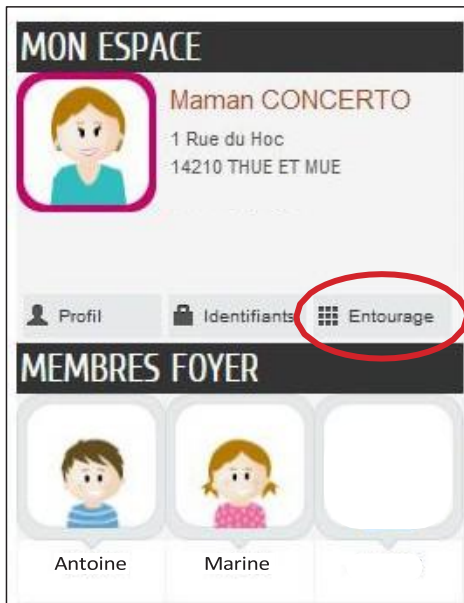 MON ESPACE
Maman CONCERTO
1 Rue du Hoc
14210 THUE ET MUE
Profil Identifiants Entourage
MEMBRES FOYER
Antoine Marine